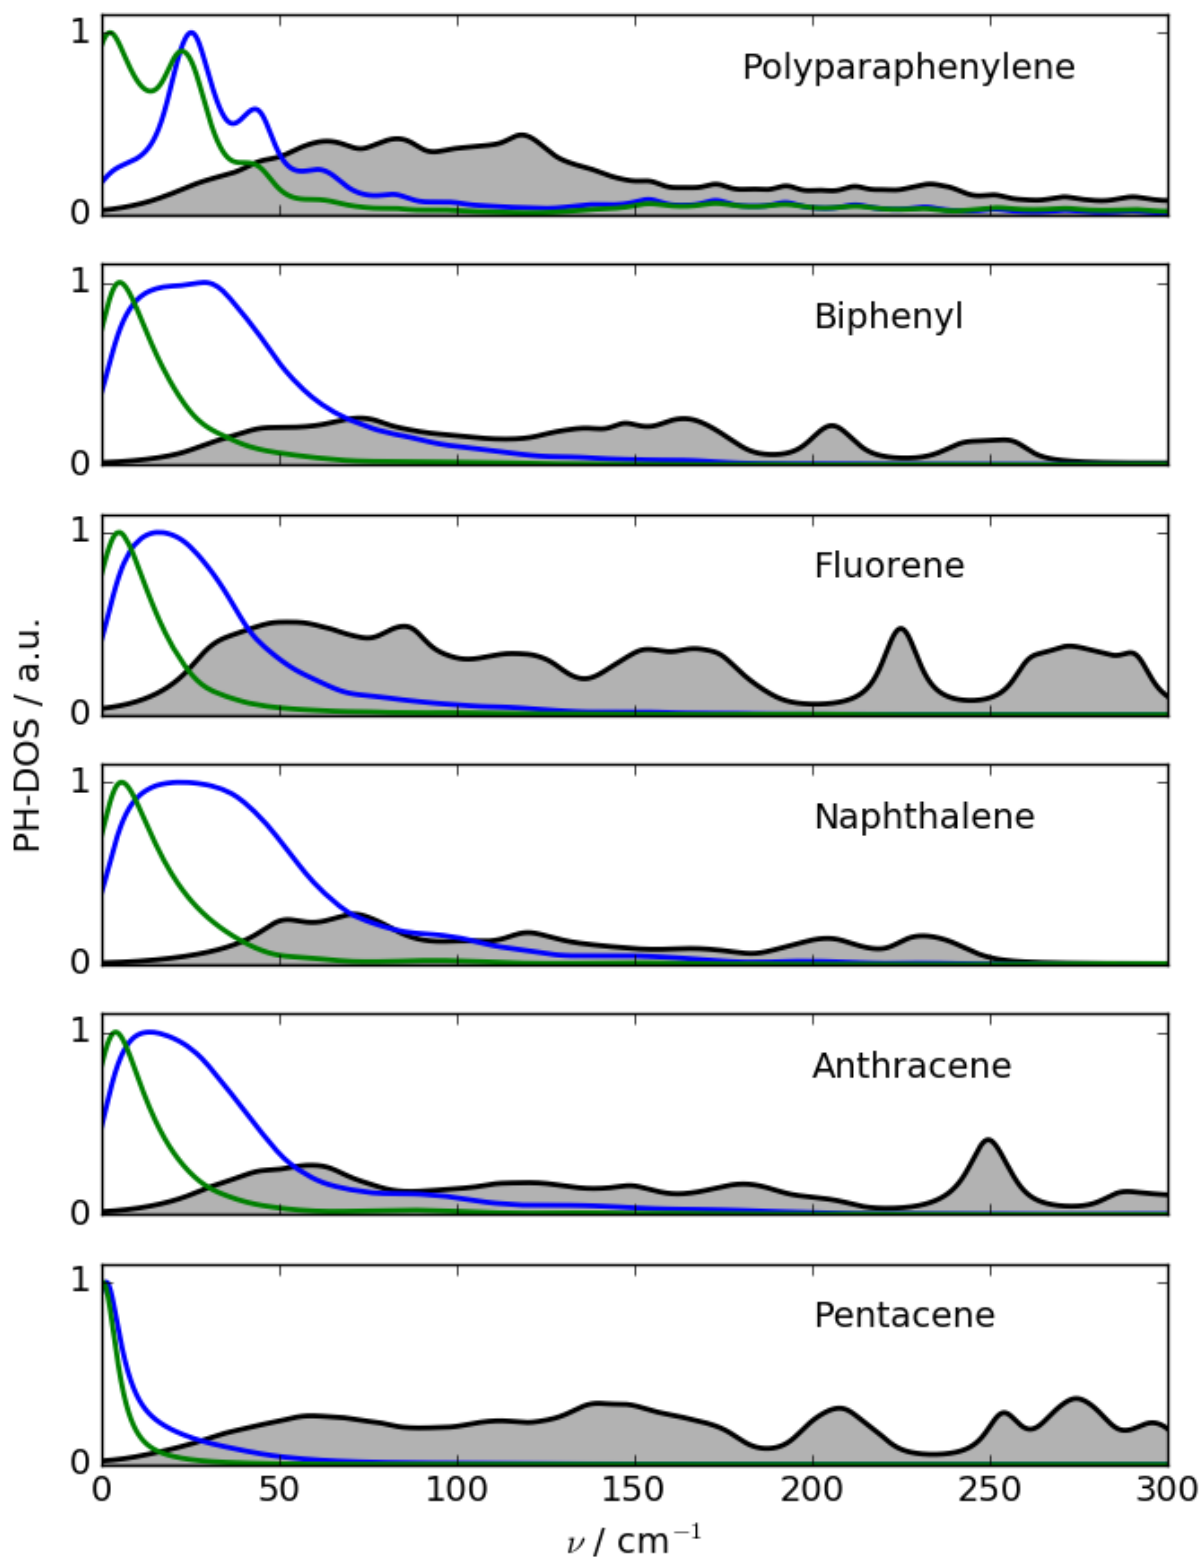 1
Polyparaphenylene
0
1
Biphenyl
0
1
Fluorene
0
PH-DOS / a.u.
1
Naphthalene
0
1
Anthracene
0
1
Pentacene
0
0 50 100 150 200 250 300
ν / cm⁻¹